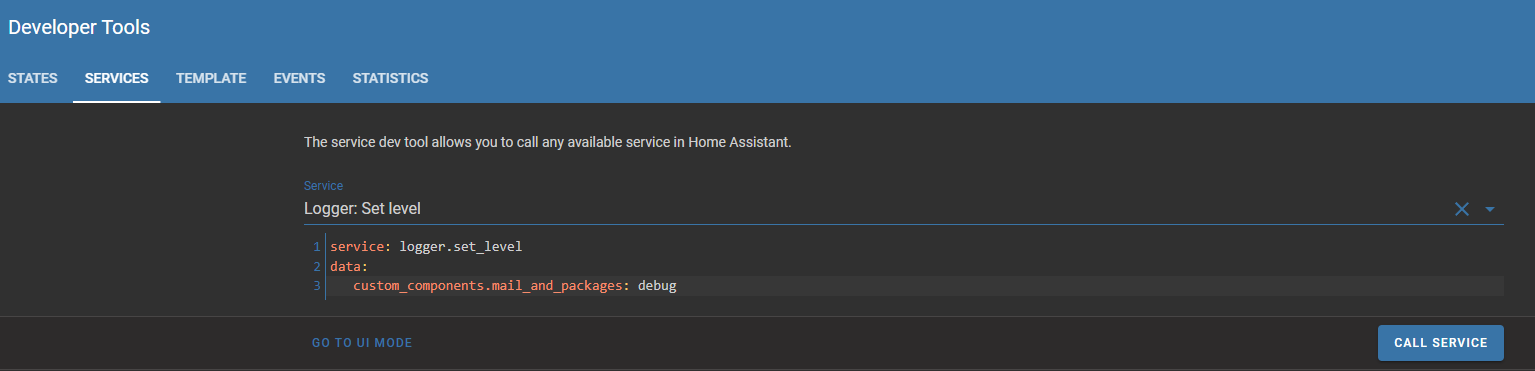 Developer Tools
STATES SERVICES TEMPLATE EVENTS STATISTICS
The service dev tool allows you to call any available service in Home Assistant.
Service
Logger: Set level
1 service: logger.set_level
2 data:
3 custom_components.mail_and_packages: debug
GO TO UI MODE CALL SERVICE